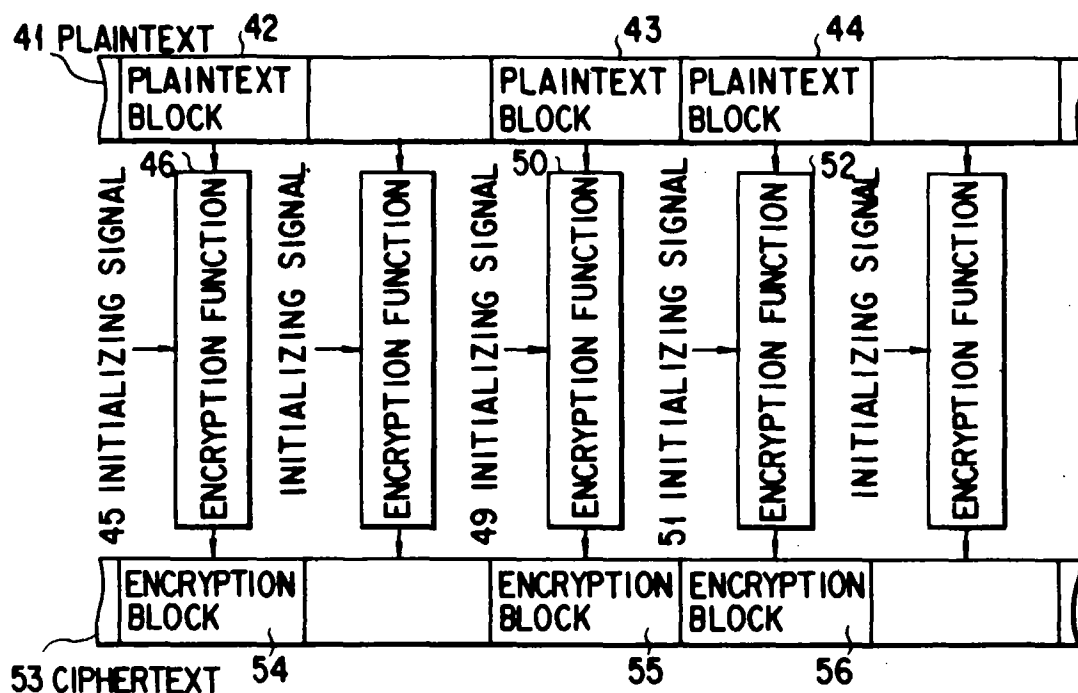 41 PLAINTEXT
42
43
44
PLAINTEXT
BLOCK
PLAINTEXT
BLOCK
PLAINTEXT
BLOCK
45 INITIALIZING SIGNAL
46
ENCRYPTION FUNCTION
INITIALIZING SIGNAL
ENCRYPTION FUNCTION
49 INITIALIZING SIGNAL
50
ENCRYPTION FUNCTION
51 INITIALIZING SIGNAL
52
ENCRYPTION FUNCTION
INITIALIZING SIGNAL
ENCRYPTION FUNCTION
ENCRYPTION
BLOCK
ENCRYPTION
BLOCK
ENCRYPTION
BLOCK
53 CIPHERTEXT
54
55
56